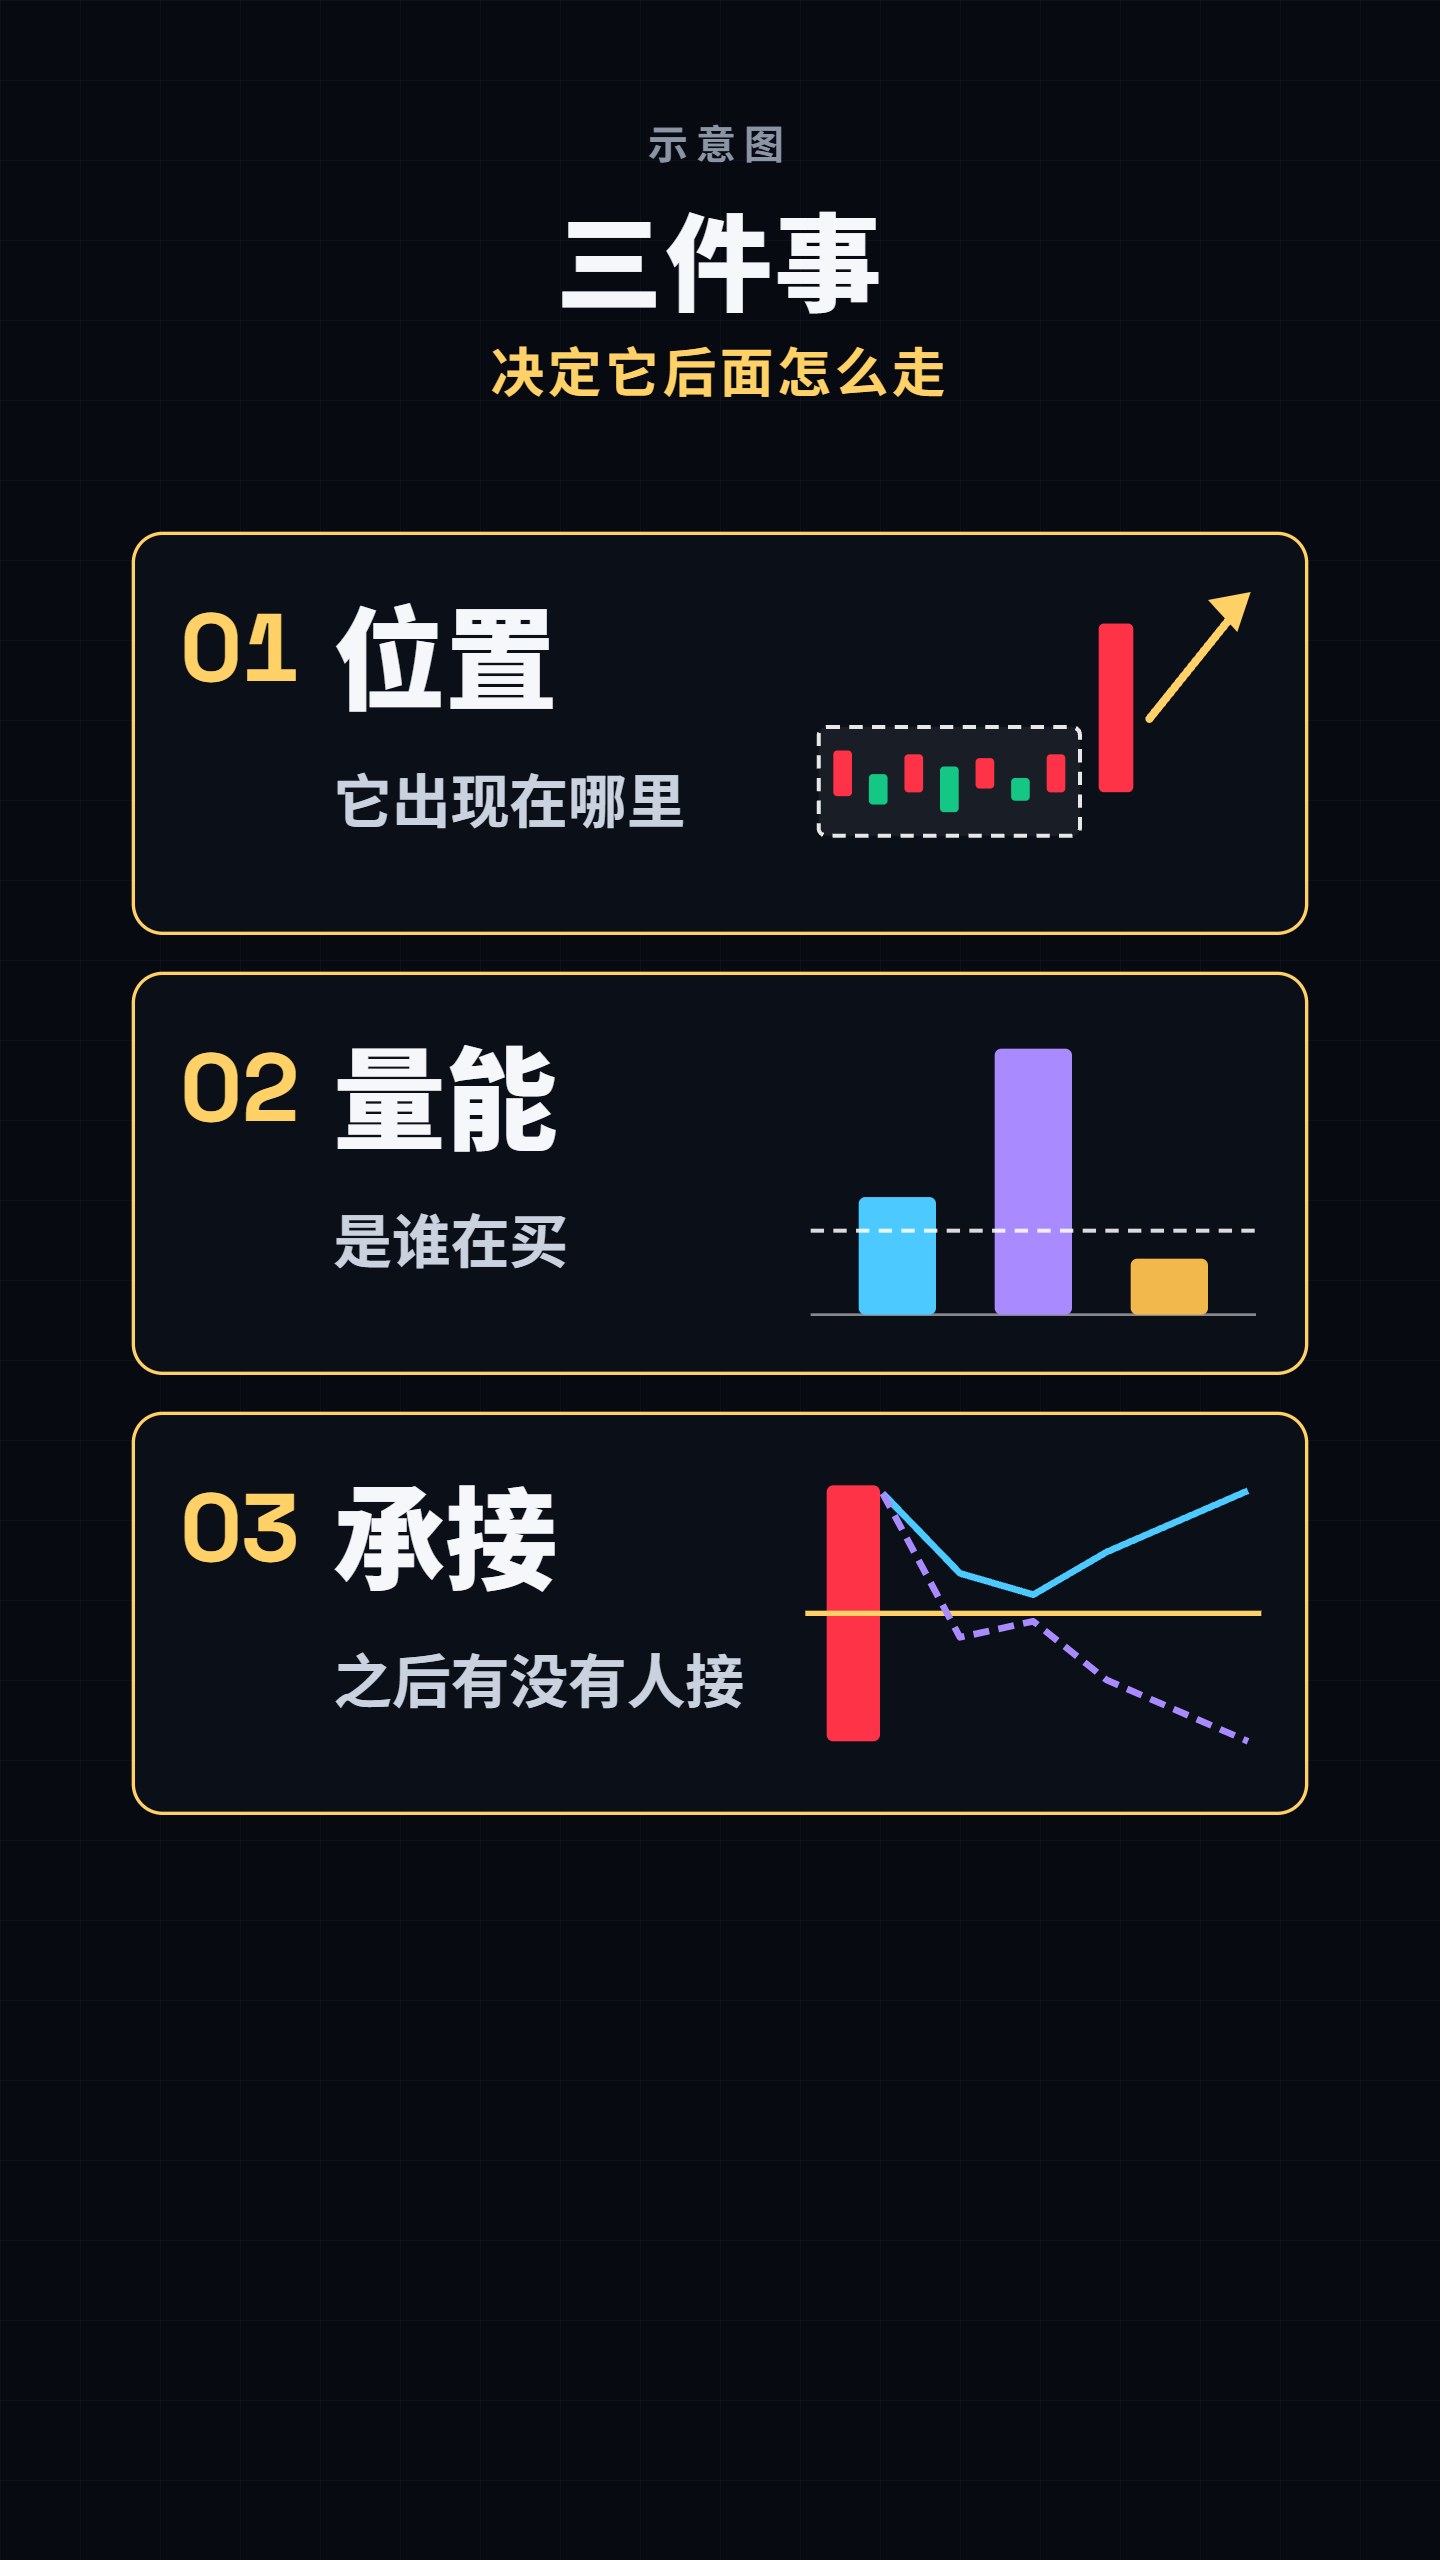 示意图
三件事
决定它后面怎么走
01 位置
它出现在哪里
02 量能
是谁在买
03 承接
之后有没有人接